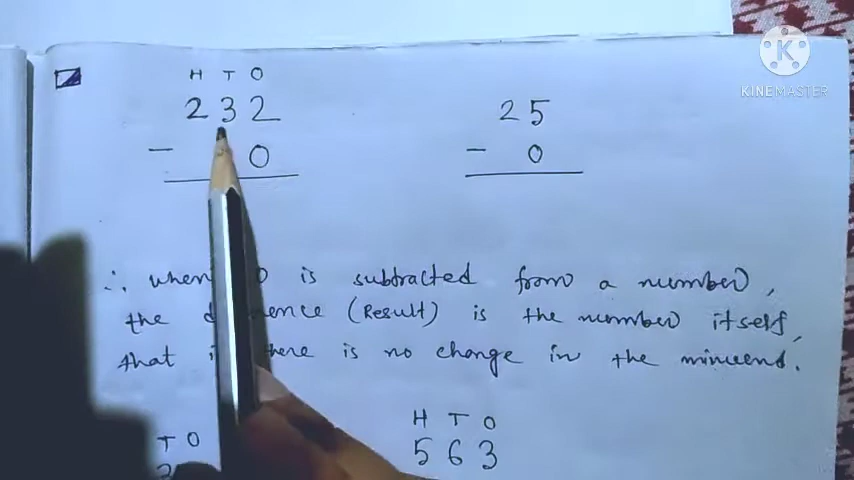 H T O
232
- 0
25
- 0
K
KINEMASTER
∴ when 0 is subtracted from a number,
the (Result) is the number itself,
that there is no change in the minuend.
T O
H T O
563